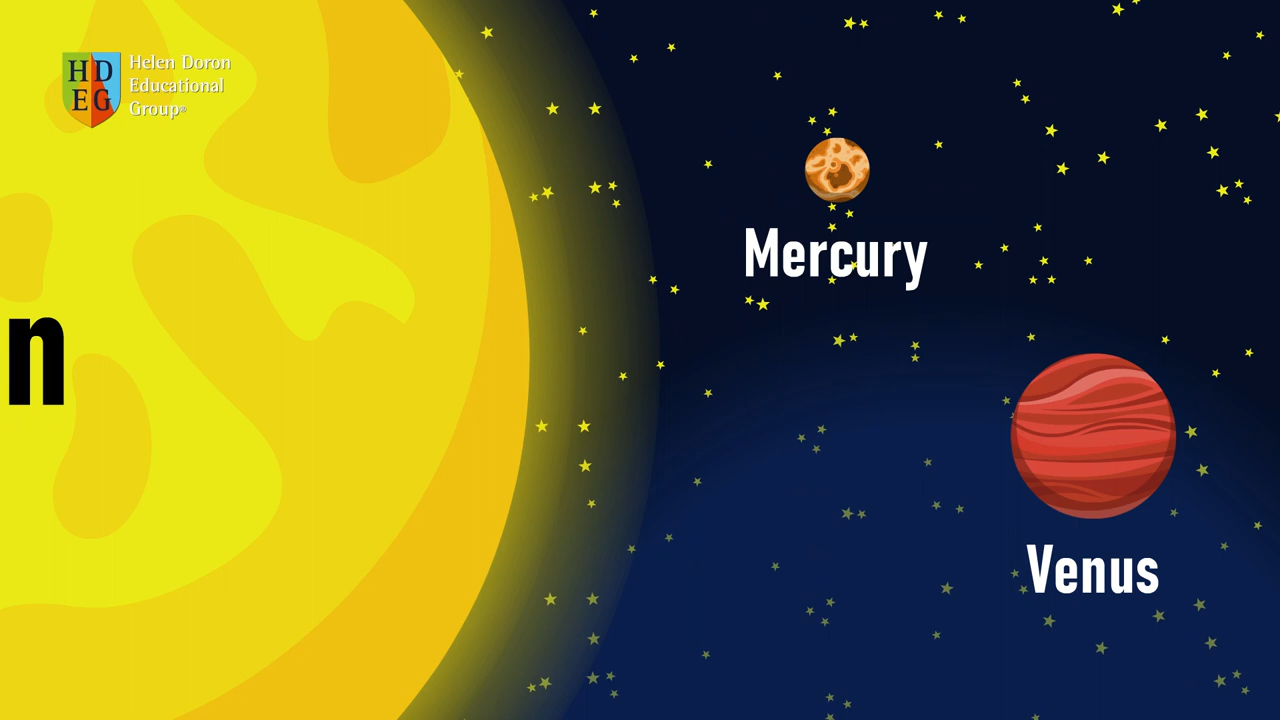 HD
EG
Helen Doron
Educational
Group®
n
Mercury
Venus